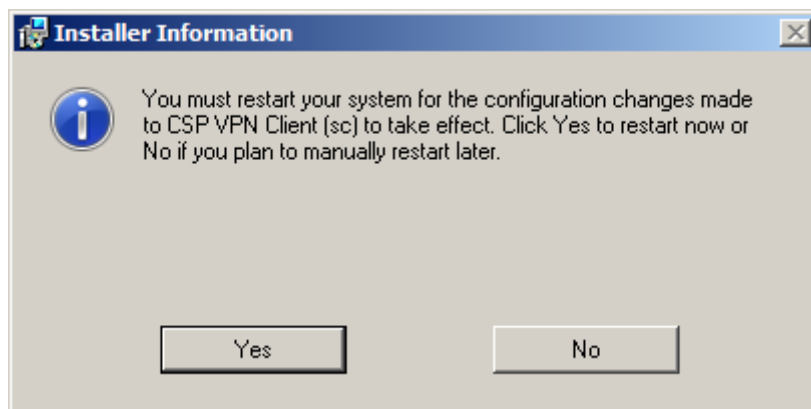 Installer Information
You must restart your system for the configuration changes made
to CSP VPN Client (sc) to take effect. Click Yes to restart now or
No if you plan to manually restart later.
Yes
No